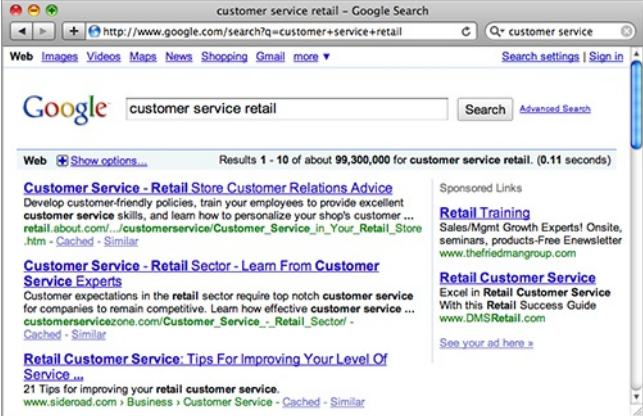 customer service retail – Google Search
http://www.google.com/search?q=customer+service+retail
customer service
Web Images Videos Maps News Shopping Gmail more ▼
Search settings | Sign in
Google
customer service retail
Search
Advanced Search
Web + Show options...
Results 1 - 10 of about 99,300,000 for customer service retail. (0.11 seconds)
Customer Service - Retail Store Customer Relations Advice
Develop customer-friendly policies, train your employees to provide excellent
customer service skills, and learn how to personalize your shop's customer ...
retail.about.com/.../customerservice/Customer_Service_in_Your_Retail_Store
.htm - Cached - Similar
Customer Service - Retail Sector - Learn From Customer
Service Experts
Customer expectations in the retail sector require top notch customer service
for companies to remain competitive. Learn how effective customer service ...
customerservicezone.com/Customer_Service_-_Retail_Sector/ -
Cached - Similar
Retail Customer Service: Tips For Improving Your Level Of
Service ...
21 Tips for improving your retail customer service.
www.sideroad.com › Business › Customer Service - Cached - Similar
Sponsored Links
Retail Training
Sales/Mgmt Growth Experts! Onsite,
seminars, products-Free Enewsletter
www.thefriedmangroup.com
Retail Customer Service
Excel in Retail Customer Service
With this Retail Success Guide
www.DMSRetail.com
See your ad here »